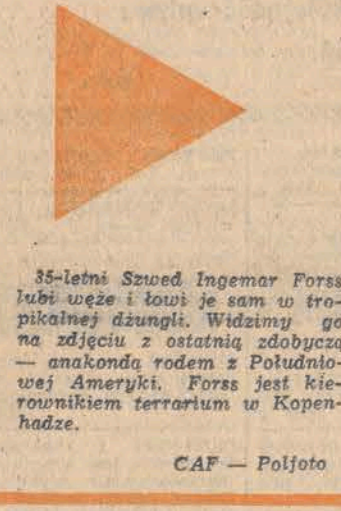 35-letni Szwed Ingemar Forss
lubi węże i łowi je sam w tro-
pikalnej dżungli. Widzimy go
na zdjęciu z ostatnią zdobyczą
— anakondą rodem z Południo-
wej Ameryki. Forss jest kie-
rownikiem terrarium w Kopen-
hadze.
CAF — Polfoto